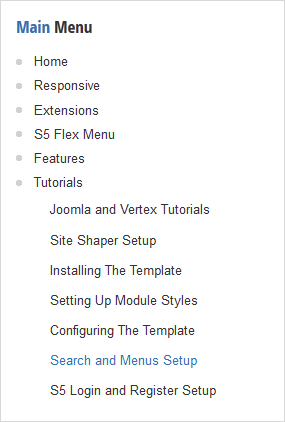 Main Menu
Home
Responsive
Extensions
S5 Flex Menu
Features
Tutorials
Joomla and Vertex Tutorials
Site Shaper Setup
Installing The Template
Setting Up Module Styles
Configuring The Template
Search and Menus Setup
S5 Login and Register Setup